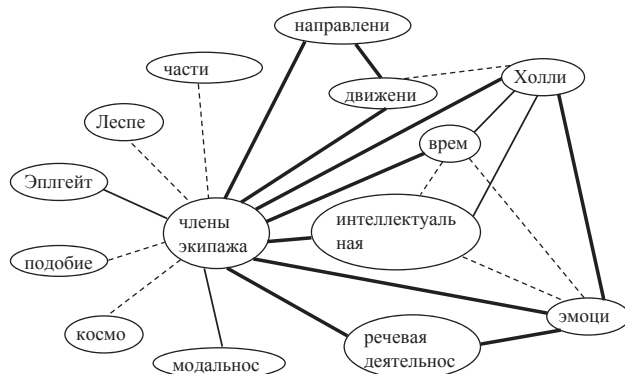 направлени
части
Холли
движени
Леспе
врем
Эплгейт
члены
экипажа
интеллектуаль
ная
подобие
эмоци
космо
речевая
деятельнос
модальнос